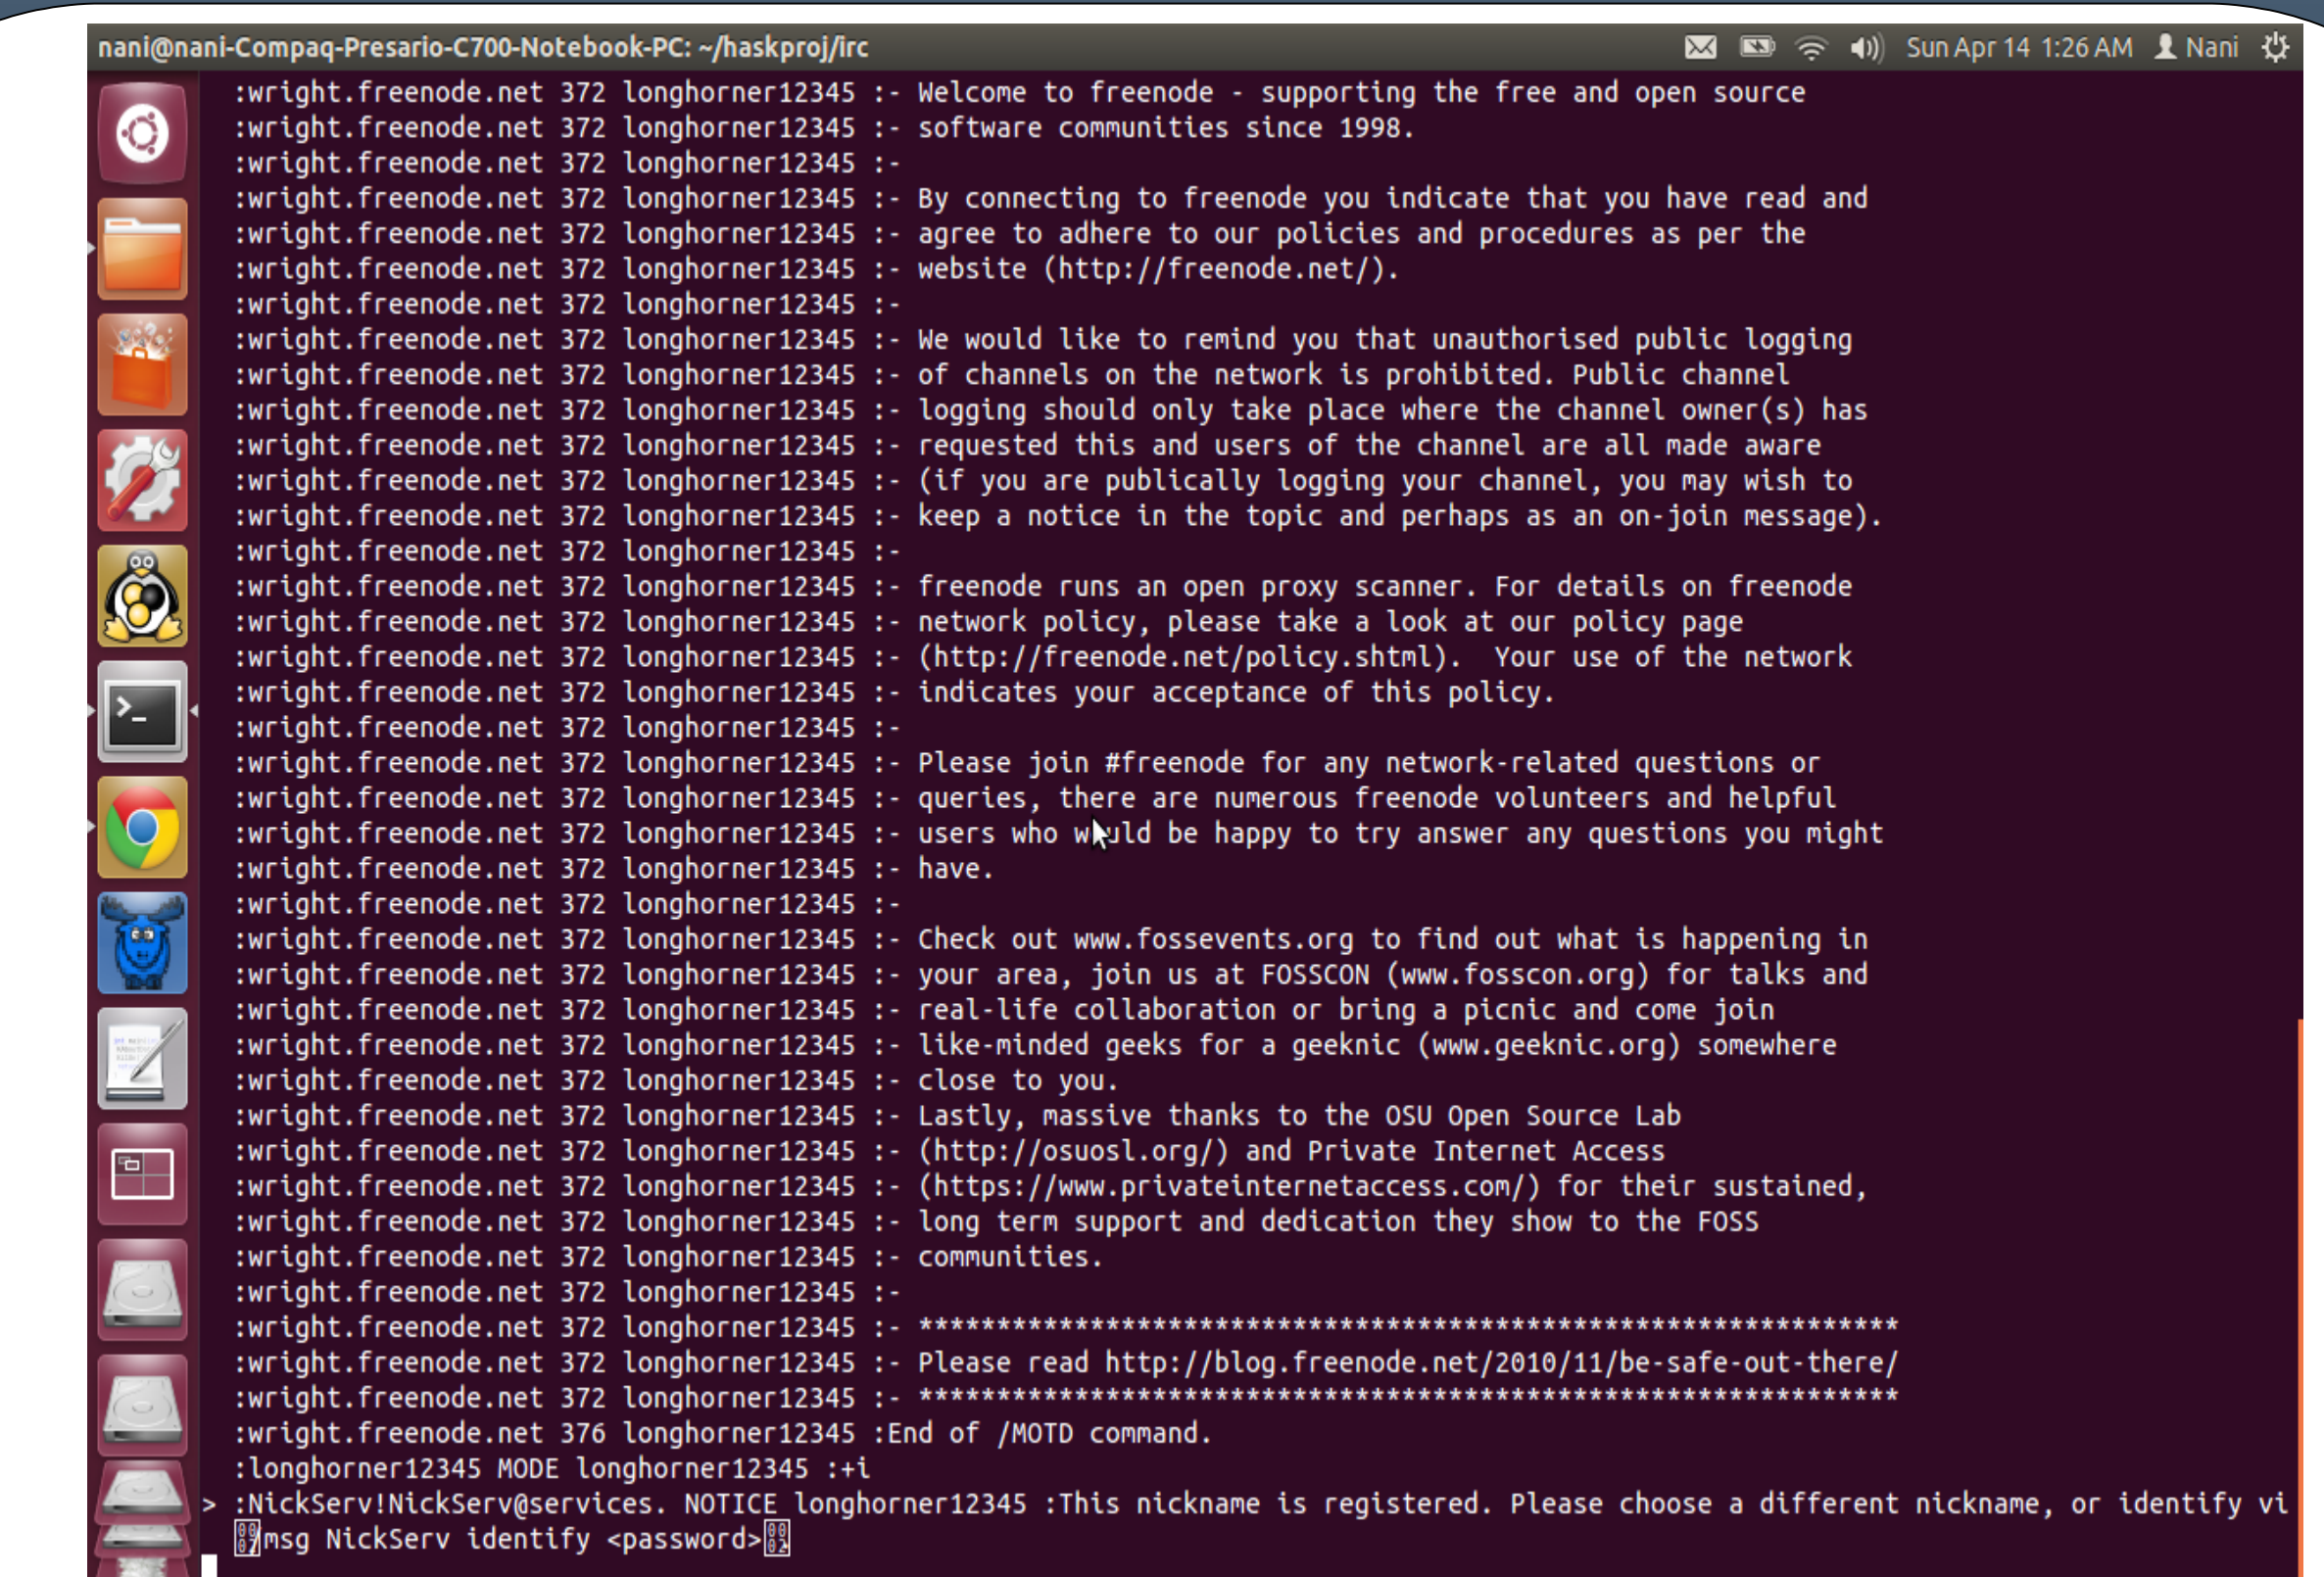 nani@nani-Compaq-Presario-C700-Notebook-PC: ~/haskproj/irc Sun Apr 14 1:26 AM Nani
:wright.freenode.net 372 longhorner12345 :- Welcome to freenode - supporting the free and open source
:wright.freenode.net 372 longhorner12345 :- software communities since 1998.
:wright.freenode.net 372 longhorner12345 :-
:wright.freenode.net 372 longhorner12345 :- By connecting to freenode you indicate that you have read and
:wright.freenode.net 372 longhorner12345 :- agree to adhere to our policies and procedures as per the
:wright.freenode.net 372 longhorner12345 :- website (http://freenode.net/).
:wright.freenode.net 372 longhorner12345 :-
:wright.freenode.net 372 longhorner12345 :- We would like to remind you that unauthorised public logging
:wright.freenode.net 372 longhorner12345 :- of channels on the network is prohibited. Public channel
:wright.freenode.net 372 longhorner12345 :- logging should only take place where the channel owner(s) has
:wright.freenode.net 372 longhorner12345 :- requested this and users of the channel are all made aware
:wright.freenode.net 372 longhorner12345 :- (if you are publically logging your channel, you may wish to
:wright.freenode.net 372 longhorner12345 :- keep a notice in the topic and perhaps as an on-join message).
:wright.freenode.net 372 longhorner12345 :-
:wright.freenode.net 372 longhorner12345 :- freenode runs an open proxy scanner. For details on freenode
:wright.freenode.net 372 longhorner12345 :- network policy, please take a look at our policy page
:wright.freenode.net 372 longhorner12345 :- (http://freenode.net/policy.shtml).  Your use of the network
:wright.freenode.net 372 longhorner12345 :- indicates your acceptance of this policy.
:wright.freenode.net 372 longhorner12345 :-
:wright.freenode.net 372 longhorner12345 :- Please join #freenode for any network-related questions or
:wright.freenode.net 372 longhorner12345 :- queries, there are numerous freenode volunteers and helpful
:wright.freenode.net 372 longhorner12345 :- users who would be happy to try answer any questions you might
:wright.freenode.net 372 longhorner12345 :- have.
:wright.freenode.net 372 longhorner12345 :-
:wright.freenode.net 372 longhorner12345 :- Check out www.fossevents.org to find out what is happening in
:wright.freenode.net 372 longhorner12345 :- your area, join us at FOSSCON (www.fosscon.org) for talks and
:wright.freenode.net 372 longhorner12345 :- real-life collaboration or bring a picnic and come join
:wright.freenode.net 372 longhorner12345 :- like-minded geeks for a geeknic (www.geeknic.org) somewhere
:wright.freenode.net 372 longhorner12345 :- close to you.
:wright.freenode.net 372 longhorner12345 :- Lastly, massive thanks to the OSU Open Source Lab
:wright.freenode.net 372 longhorner12345 :- (http://osuosl.org/) and Private Internet Access
:wright.freenode.net 372 longhorner12345 :- (https://www.privateinternetaccess.com/) for their sustained,
:wright.freenode.net 372 longhorner12345 :- long term support and dedication they show to the FOSS
:wright.freenode.net 372 longhorner12345 :- communities.
:wright.freenode.net 372 longhorner12345 :-
:wright.freenode.net 372 longhorner12345 :- ***************************************************************
:wright.freenode.net 372 longhorner12345 :- Please read http://blog.freenode.net/2010/11/be-safe-out-there/
:wright.freenode.net 372 longhorner12345 :- ***************************************************************
:wright.freenode.net 376 longhorner12345 :End of /MOTD command.
:longhorner12345 MODE longhorner12345 :+i
> :NickServ!NickServ@services. NOTICE longhorner12345 :This nickname is registered. Please choose a different nickname, or identify vi
/msg NickServ identify <password>